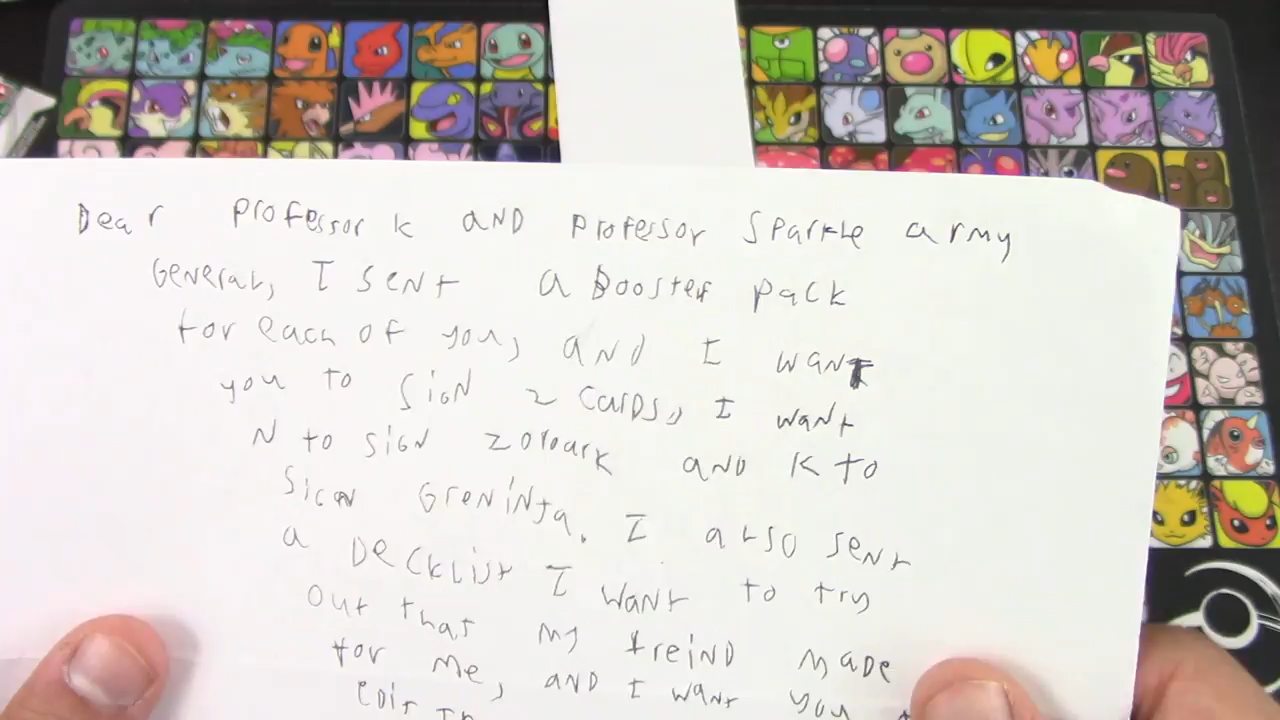 Dear Professor K AND Professor Sparkle army
General, I sent a Booster pack
for each of you, and I want
you to sign 2 cards, I want
N to sign zoroark and K to
Sign Greninja. I also sent
a Decklist I want to try
out that my freind made
for me, and I want you
edit th